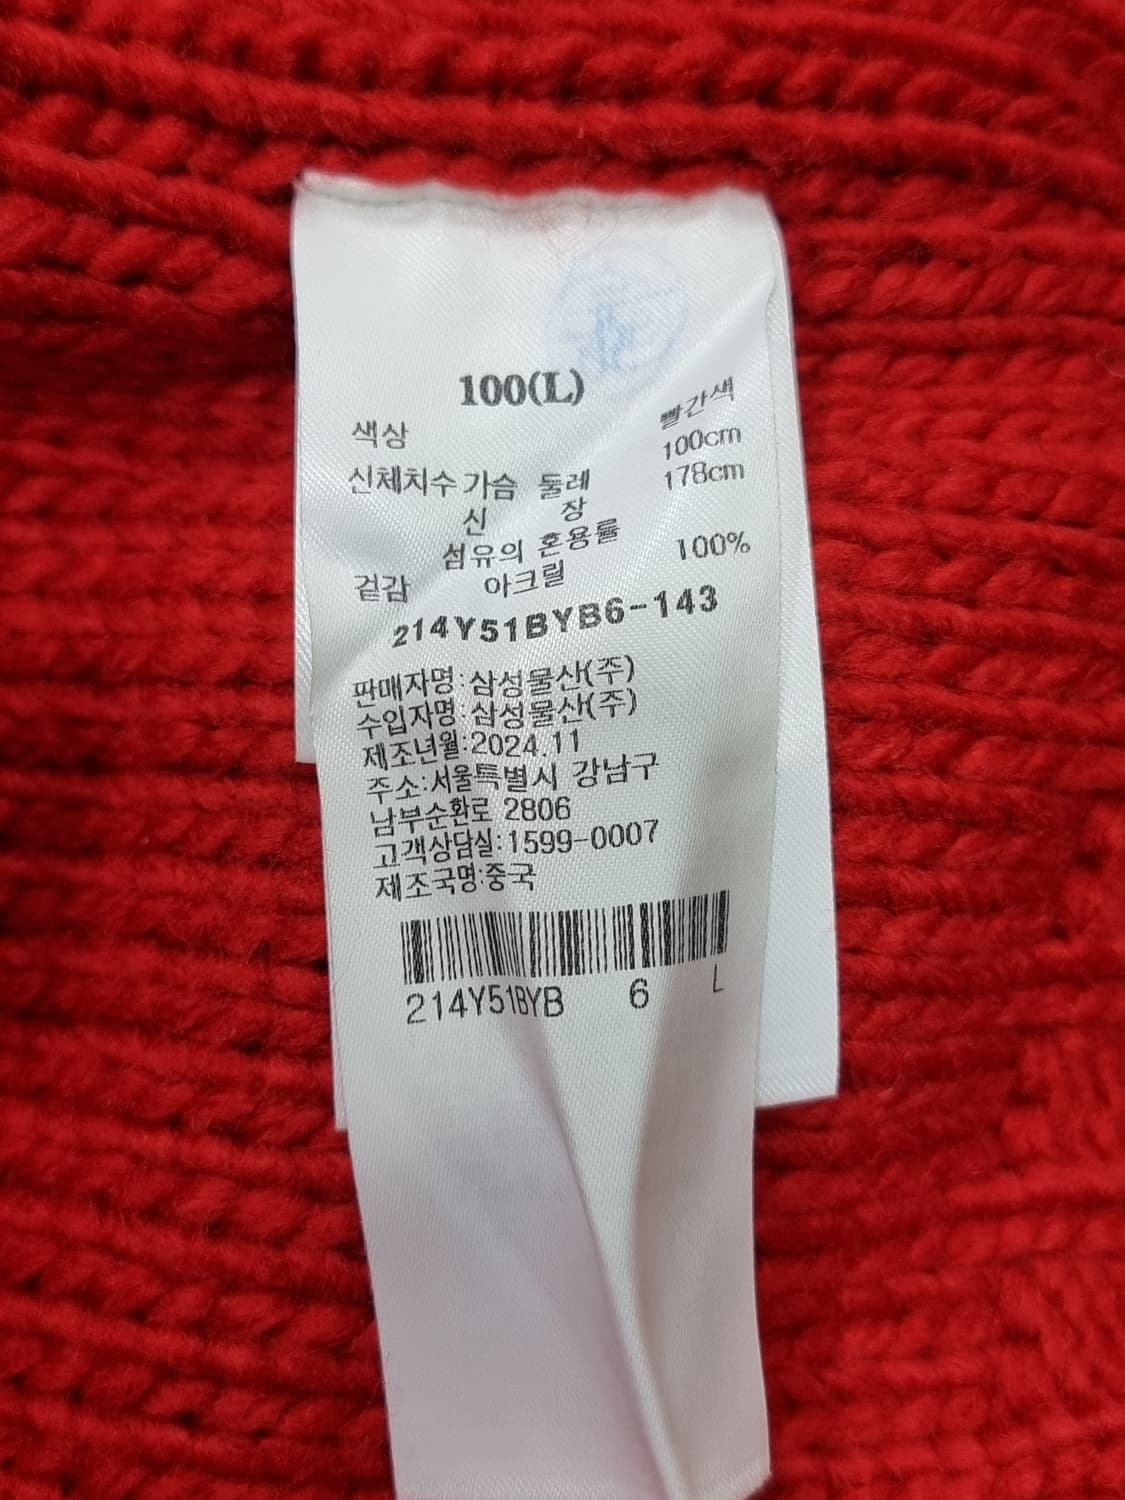 100(L)
색상 빨간색
신체치수 가슴 둘레 100cm
신 장 178cm
섬유의 혼용률
겉감 아크릴 100%
214Y51BYB6-143
판매자명:삼성물산(주)
수입자명:삼성물산(주)
제조년월:2024.11
주소:서울특별시 강남구
남부순환로 2806
고객상담실:1599-0007
제조국명:중국
214Y51BYB 6 L